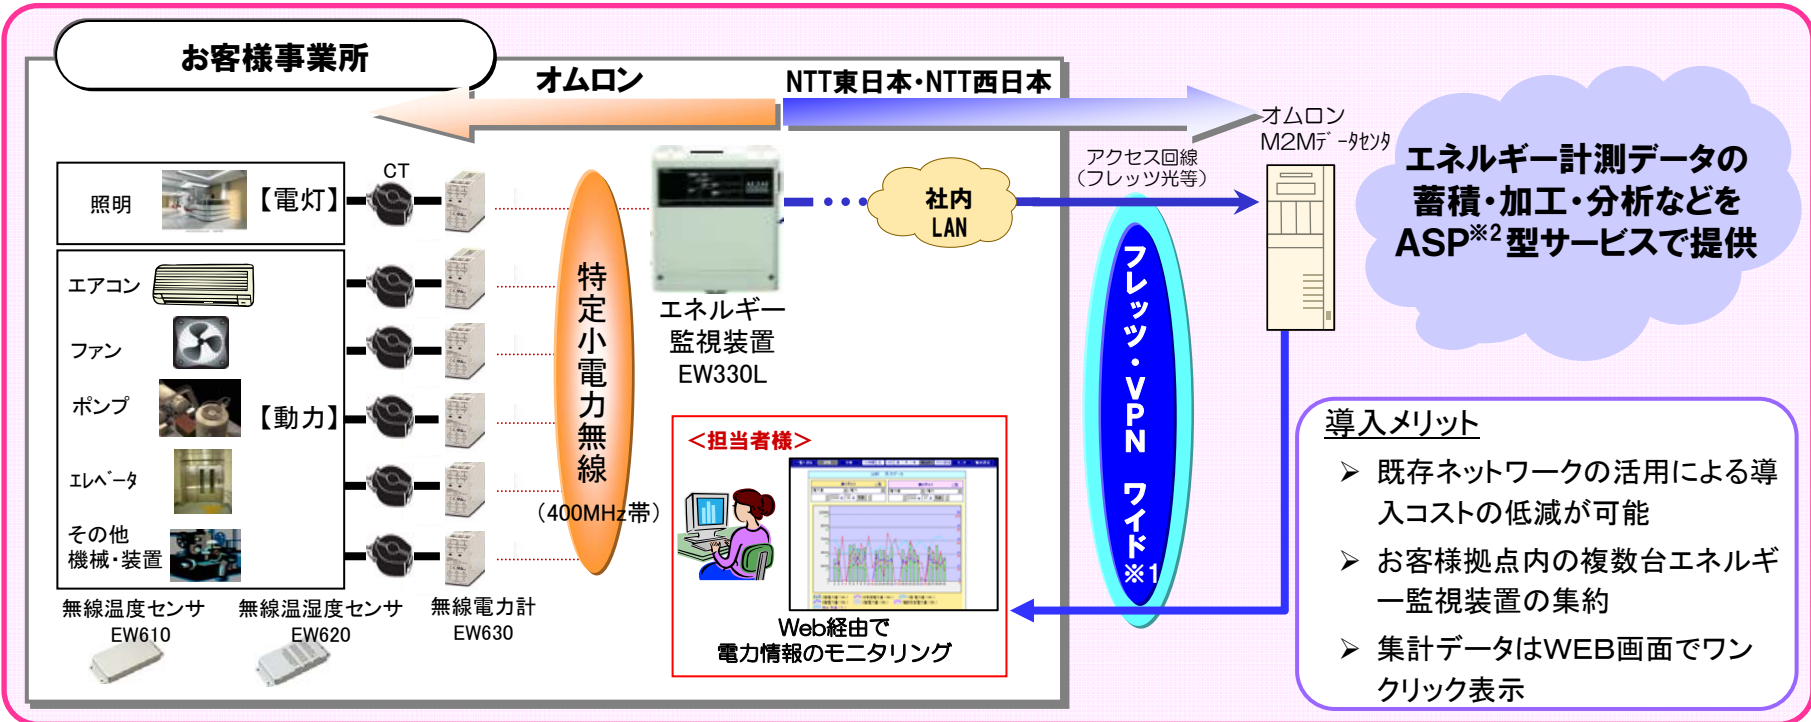 お客様事業所
オムロン
NTT東日本・NTT西日本
オムロン
M2Mデータセンタ
エネルギー計測データの
蓄積・加工・分析などを
ASP※2型サービスで提供
アクセス回線
（フレッツ光等）
照明
【電灯】
CT
社内
LAN
エアコン
ファン
ポンプ
【動力】
エレベータ
その他
機械・装置
特定小電力無線
（400MHz帯）
エネルギー
監視装置
EW330L
フレッツ・VPN ワイド
※1
＜担当者様＞
Web経由で
電力情報のモニタリング
無線温度センサ
EW610
無線温湿度センサ
EW620
無線電力計
EW630
導入メリット
➢ 既存ネットワークの活用による導
入コストの低減が可能
➢ お客様拠点内の複数台エネルギ
ー監視装置の集約
➢ 集計データはWEB画面でワン
クリック表示